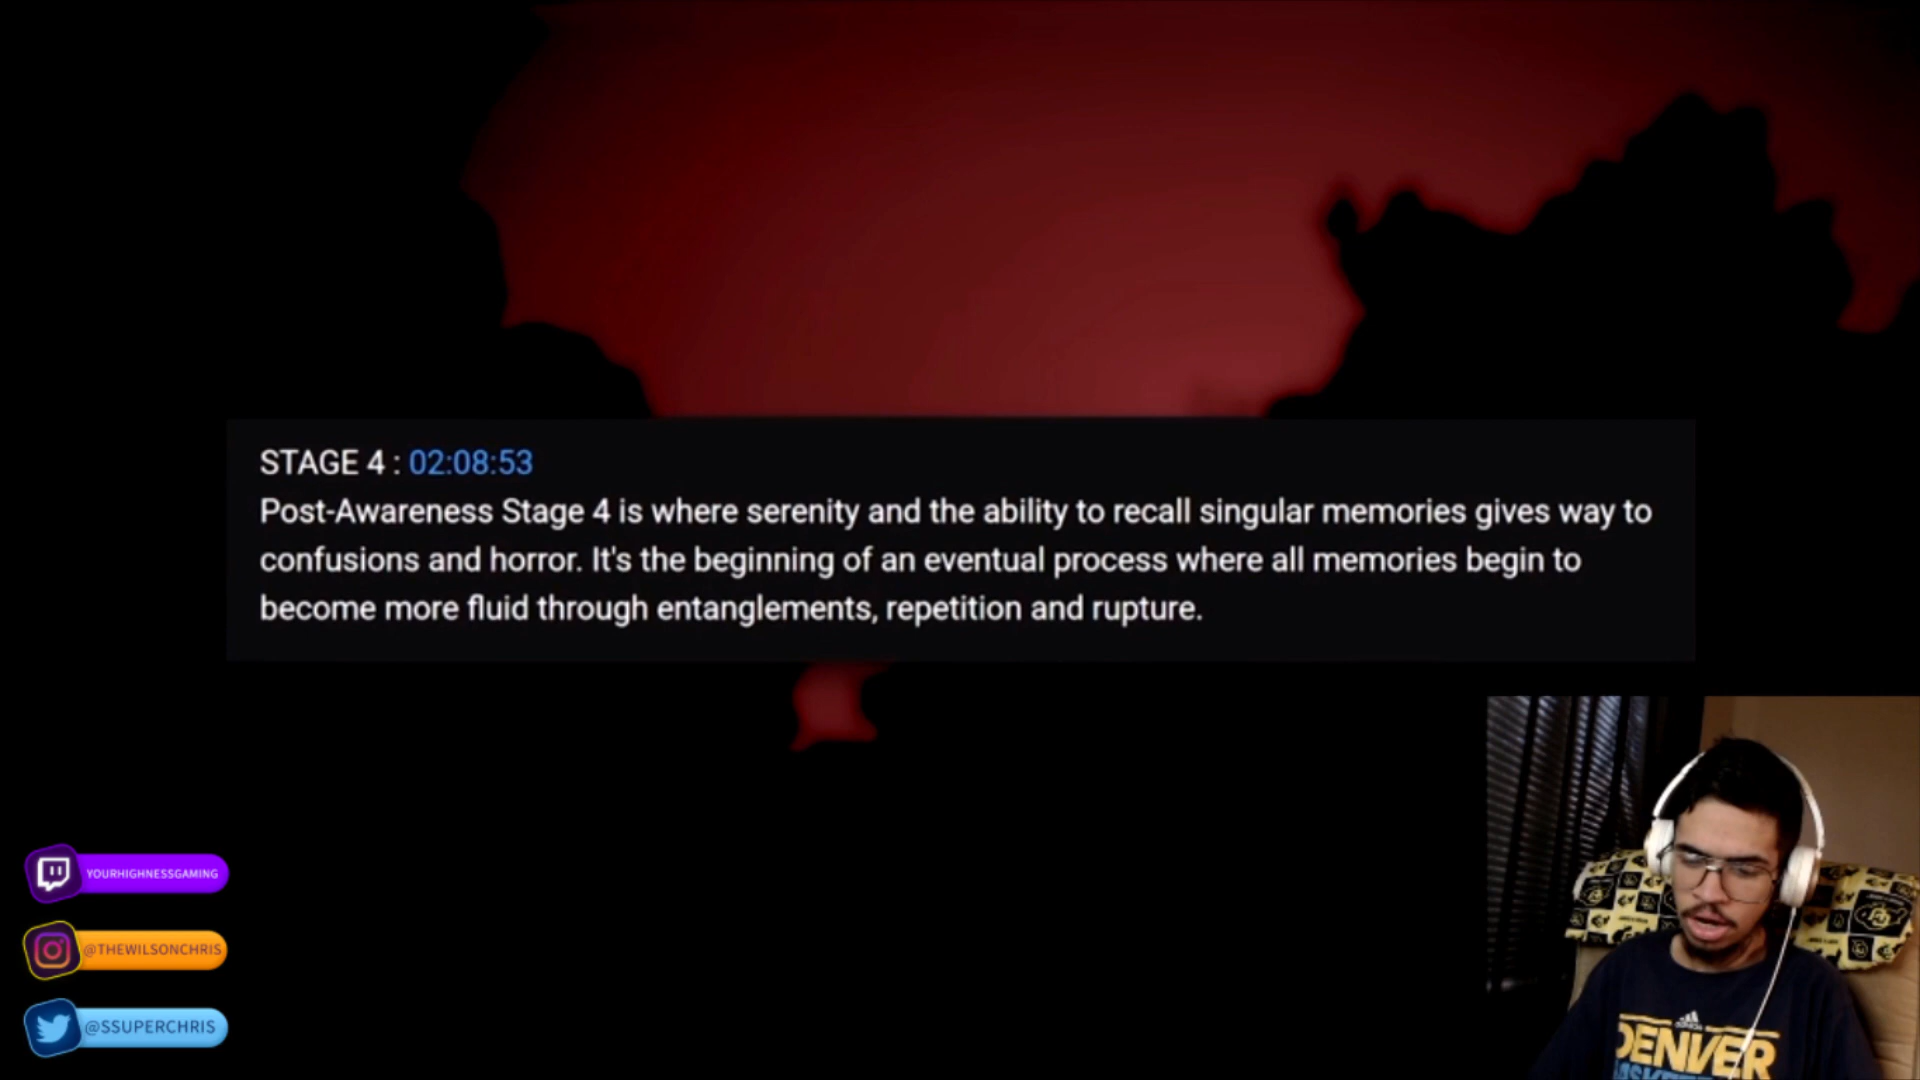 STAGE 4 : 02:08:53
Post-Awareness Stage 4 is where serenity and the ability to recall singular memories gives way to
confusions and horror. It's the beginning of an eventual process where all memories begin to
become more fluid through entanglements, repetition and rupture.
YOURHIGHNESSGAMING
@THEWILSONCHRIS
@SSUPERCHRIS
DENVER